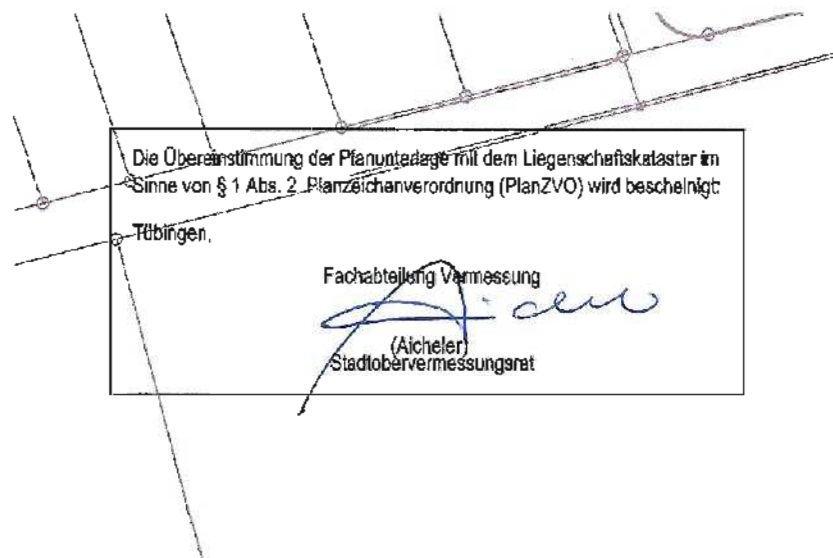 Die Übereinstimmung der Planunterlage mit dem Liegenschaftskataster im
Sinne von § 1 Abs. 2 Planzeichenverordnung (PlanZVO) wird bescheinigt:
Tübingen,
Fachabteilung Vermessung
(Aicheler)
Stadtobervermessungsrat